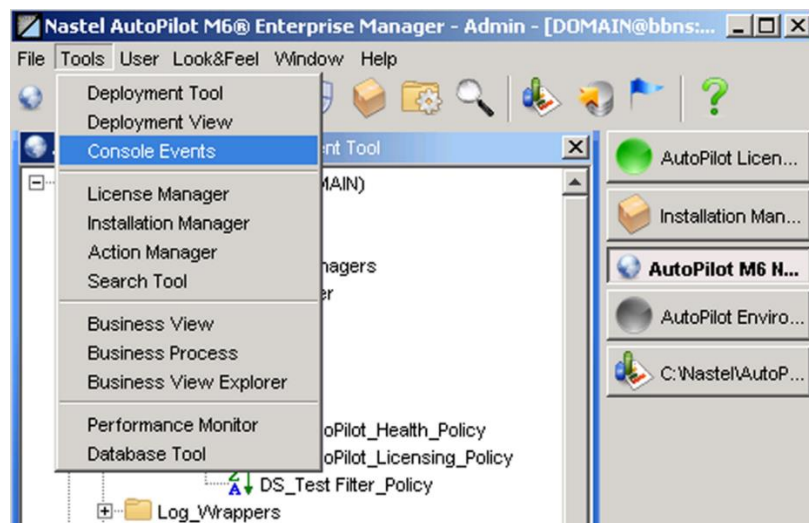 Nastel AutoPilot M6® Enterprise Manager - Admin - [DOMAIN@bbns:...
File Tools User Look&Feel Window Help
Deployment Tool
Deployment View
Console Events
License Manager
Installation Manager
Action Manager
Search Tool
Business View
Business Process
Business View Explorer
Performance Monitor
Database Tool
nt Tool
MAIN)
nagers
er
oPilot_Health_Policy
oPilot_Licensing_Policy
DS_Test Filter_Policy
Log_Wrappers
AutoPilot Licen...
Installation Man...
AutoPilot M6 N...
AutoPilot Enviro...
C:\Nastel\AutoP...